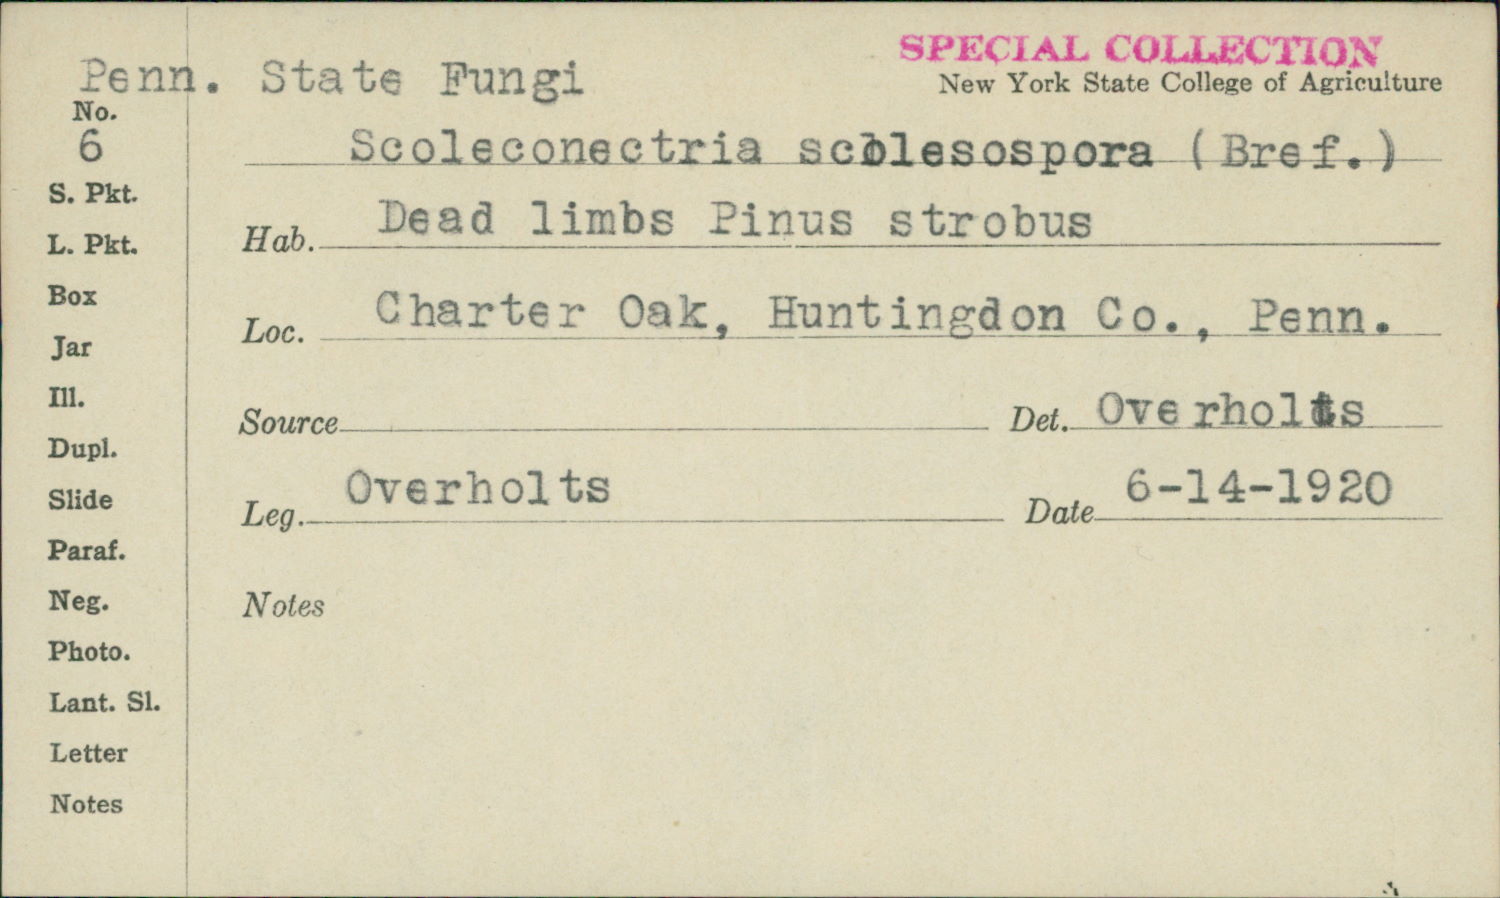 SPECIAL COLLECTION
Penn. State Fungi
New York State College of Agriculture
No.
6
Scoleconectria scolesospora (Bref.)
S. Pkt.
Hab. Dead limbs Pinus strobus
L. Pkt.
Box
Loc. Charter Oak, Huntingdon Co., Penn.
Jar
Ill.
Source Det. Overholts
Dupl.
Slide
Leg. Overholts Date 6-14-1920
Paraf.
Neg.
Notes
Photo.
Lant. Sl.
Letter
Notes